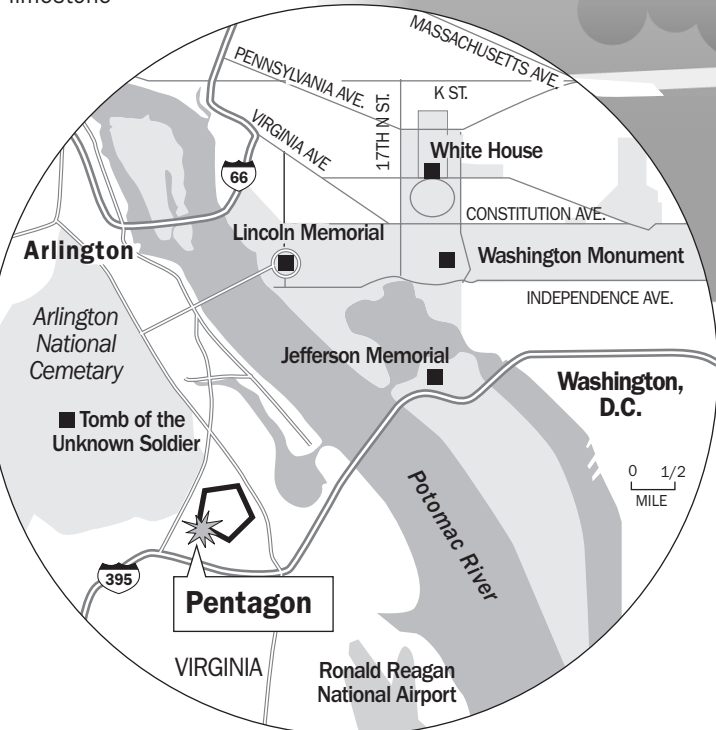 limestone
MASSACHUSETTS AVE.
PENNSYLVANIA AVE.
K ST.
VIRGINIA AVE
17TH N ST.
White House
66
CONSTITUTION AVE.
Lincoln Memorial
Arlington
Washington Monument
INDEPENDENCE AVE.
Arlington
National
Cemetery
Jefferson Memorial
Washington,
D.C.
Tomb of the
Unknown Soldier
0 1/2
MILE
Potomac River
395
Pentagon
VIRGINIA
Ronald Reagan
National Airport